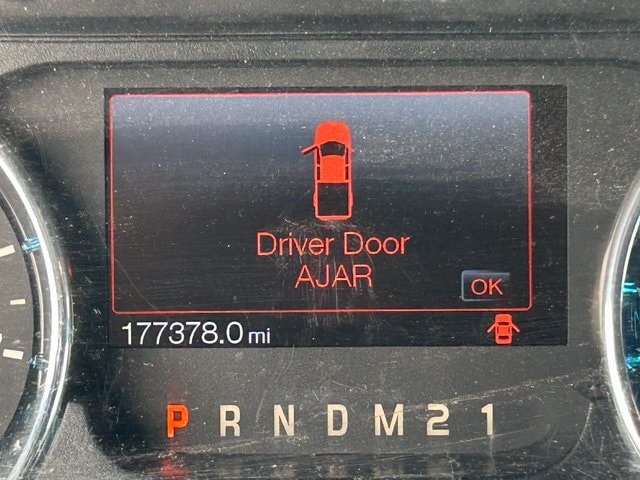 Driver Door
AJAR
OK
177378.0 mi
P R N D M 2 1